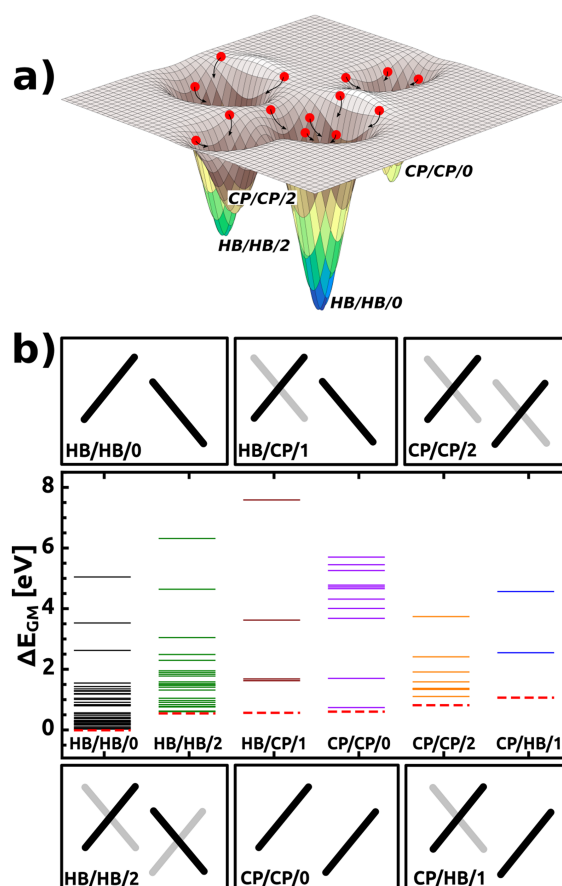 a)
CP/CP/0
CP/CP/2
HB/HB/2
HB/HB/0
b)
HB/HB/0
HB/CP/1
CP/CP/2
ΔE_GM [eV]
8
6
4
2
0
HB/HB/0 HB/HB/2 HB/CP/1 CP/CP/0 CP/CP/2 CP/HB/1
HB/HB/2
CP/CP/0
CP/HB/1